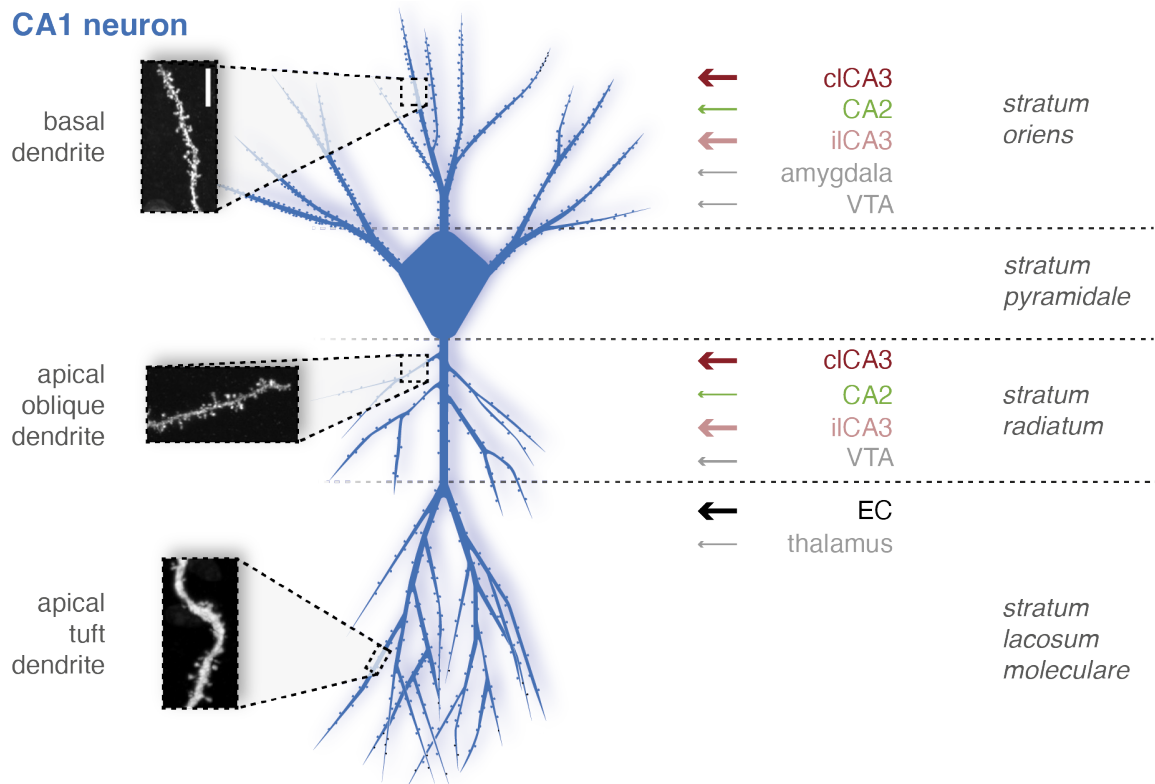 CA1 neuron
basal
dendrite
clCA3
CA2
ilCA3
amygdala
VTA
stratum
oriens
stratum
pyramidale
apical
oblique
dendrite
clCA3
CA2
ilCA3
VTA
stratum
radiatum
EC
thalamus
apical
tuft
dendrite
stratum
lacosum
moleculare